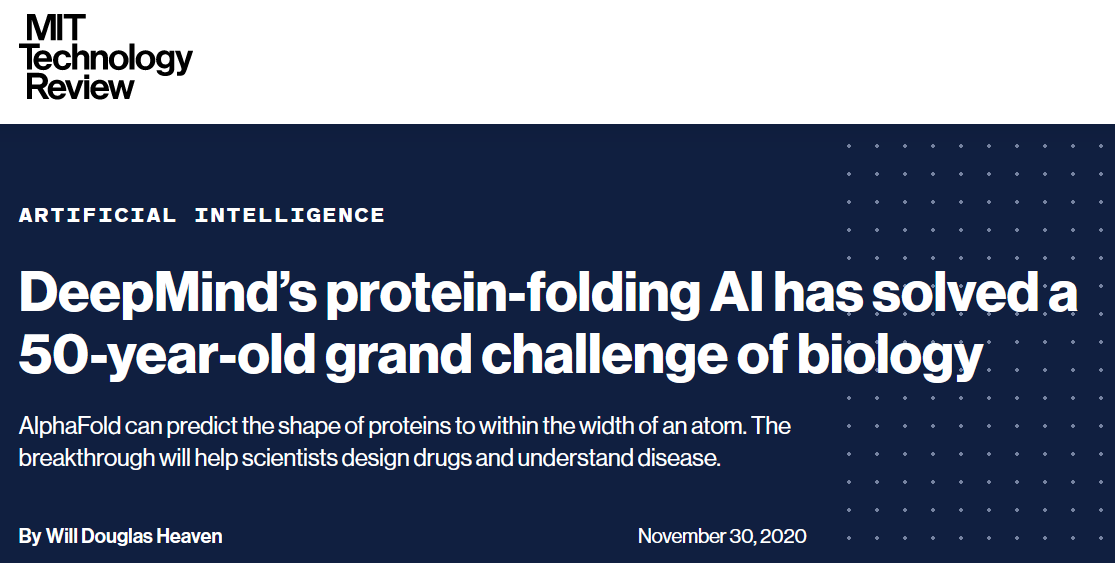 MIT
Technology
Review
ARTIFICIAL INTELLIGENCE
DeepMind’s protein-folding AI has solved a
50-year-old grand challenge of biology
AlphaFold can predict the shape of proteins to within the width of an atom. The
breakthrough will help scientists design drugs and understand disease.
By Will Douglas Heaven November 30, 2020